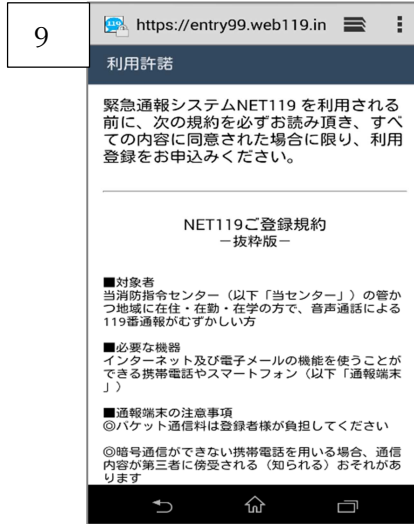 9
https://entry99.web119.in
利用許諾
緊急通報システムNET119 を利用される
前に、次の規約を必ずお読み頂き、すべ
ての内容に同意された場合に限り、利用
登録をお申込みください。
NET119ご登録規約
－抜粋版－
■対象者
当消防指令センター（以下「当センター」）の管か
つ地域に在住・在勤・在学の方で、音声通話による
119番通報がむずかしい方
■必要な機器
インターネット及び電子メールの機能を使うことが
できる携帯電話やスマートフォン（以下「通報端末
」）
■通報端末の注意事項
◎パケット通信料は登録者様が負担してください
◎暗号通信ができない携帯電話を用いる場合、通信
内容が第三者に傍受される（知られる）おそれがあ
ります